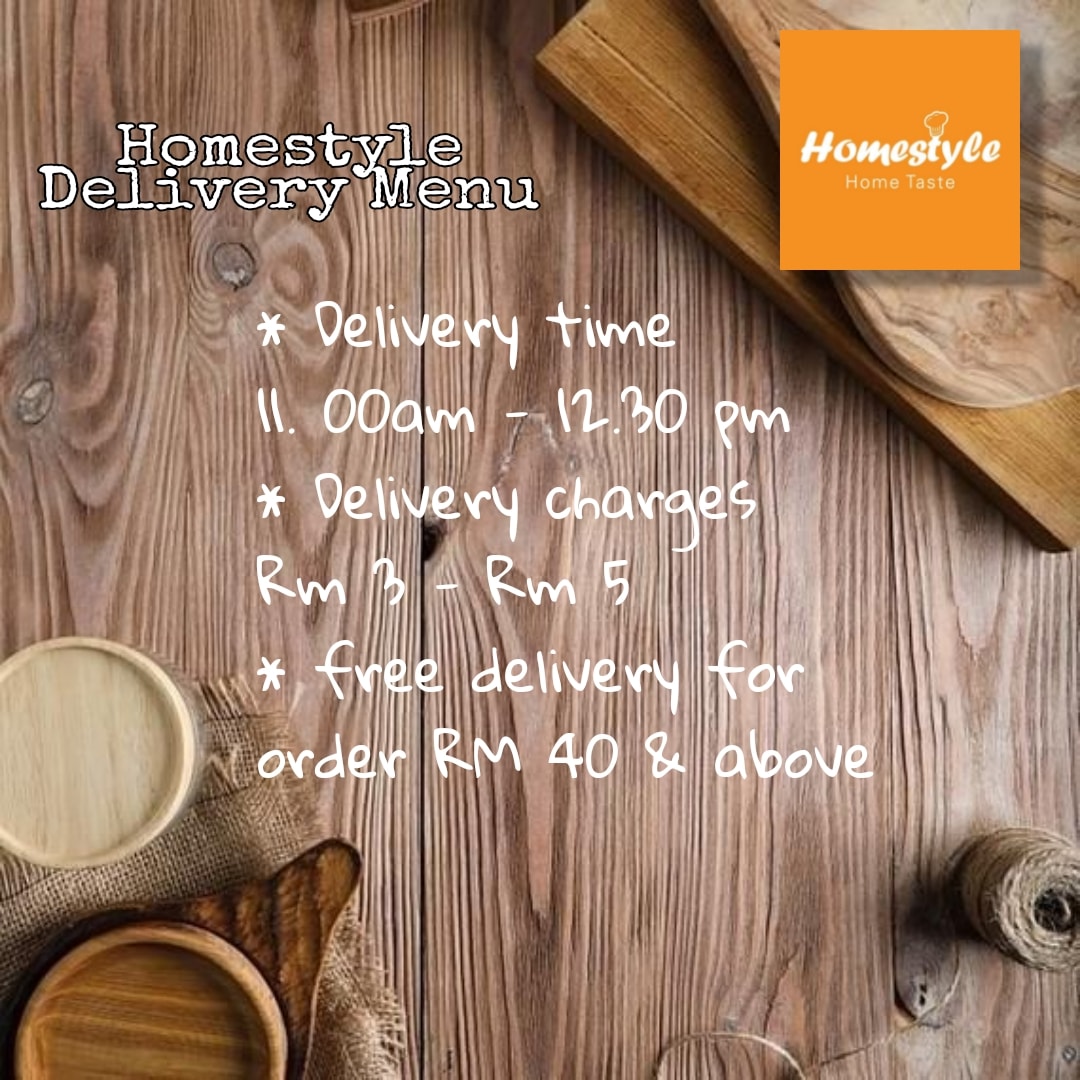 Homestyle
Delivery Menu
Homestyle
Home Taste
* Delivery time
11. 00am - 12.30 pm
* Delivery charges
Rm 3 - Rm 5
* free delivery for
order RM 40 & above